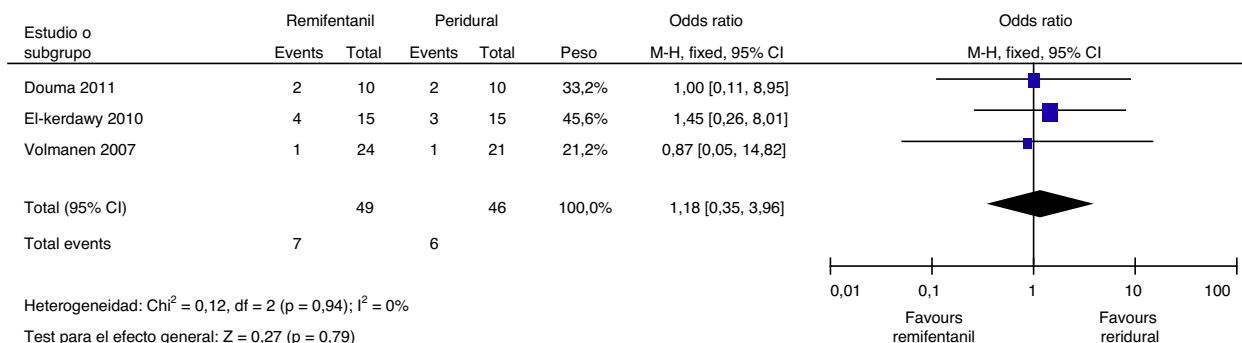 Remifentanil Peridural Odds ratio Odds ratio
Estudio o
subgrupo Events Total Events Total Peso M-H, fixed, 95% CI M-H, fixed, 95% CI
Douma 2011 2 10 2 10 33,2% 1,00 [0,11, 8,95]
El-kerdawy 2010 4 15 3 15 45,6% 1,45 [0,26, 8,01]
Volmanen 2007 1 24 1 21 21,2% 0,87 [0,05, 14,82]
Total (95% CI) 49 46 100,0% 1,18 [0,35, 3,96]
Total events 7 6
0,01 0,1 1 10 100
Heterogeneidad: Chi² = 0,12, df = 2 (p = 0,94); I² = 0%
Favours remifentanil Favours reridural
Test para el efecto general: Z = 0,27 (p = 0,79)